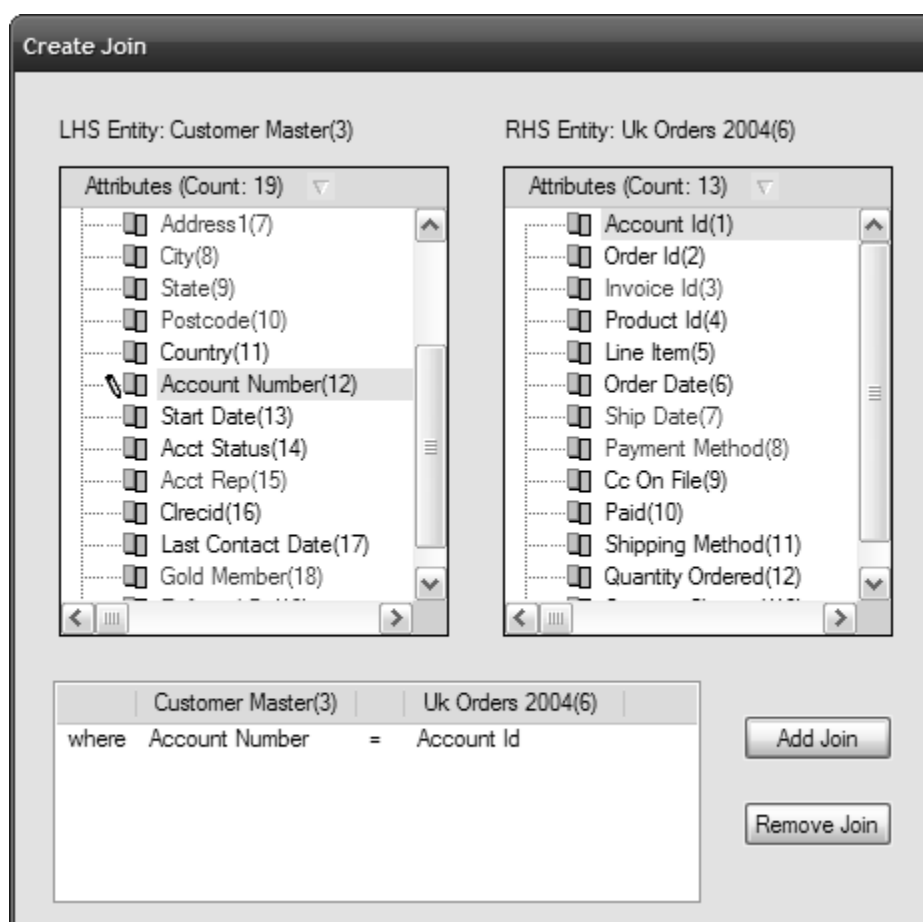 Create Join
LHS Entity: Customer Master(3)
Attributes (Count: 19)
Address1(7)
City(8)
State(9)
Postcode(10)
Country(11)
Account Number(12)
Start Date(13)
Acct Status(14)
Acct Rep(15)
Clrecid(16)
Last Contact Date(17)
Gold Member(18)
RHS Entity: Uk Orders 2004(6)
Attributes (Count: 13)
Account Id(1)
Order Id(2)
Invoice Id(3)
Product Id(4)
Line Item(5)
Order Date(6)
Ship Date(7)
Payment Method(8)
Cc On File(9)
Paid(10)
Shipping Method(11)
Quantity Ordered(12)
Customer Master(3) Uk Orders 2004(6)
where Account Number = Account Id
Add Join
Remove Join